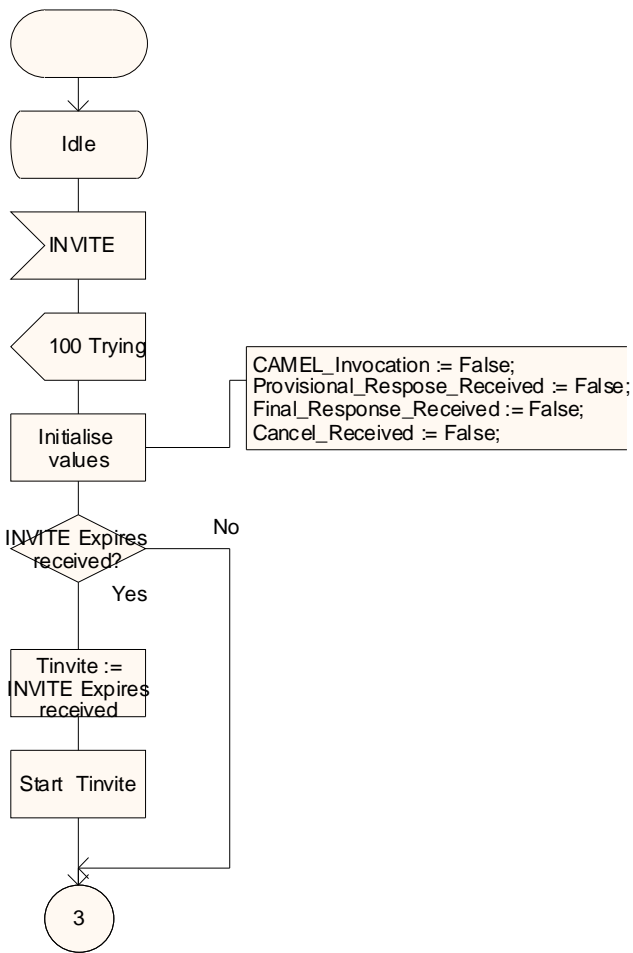 Idle
INVITE
100 Trying
CAMEL_Invocation := False;
Provisional_Respose_Received := False;
Final_Response_Received := False;
Cancel_Received := False;
Initialise
values
INVITE Expires
received?
No
Yes
Tinvite :=
INVITE Expires
received
Start Tinvite
3